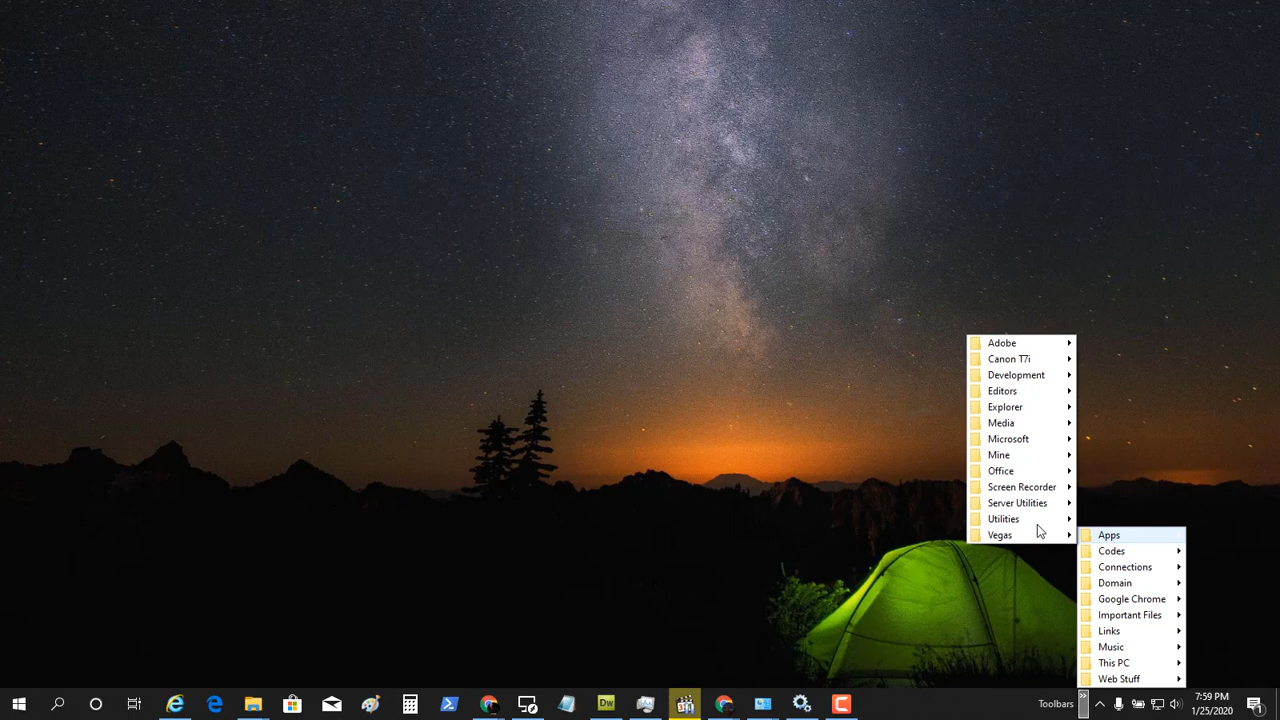 Adobe
Canon T7i
Development
Editors
Explorer
Media
Microsoft
Mine
Office
Screen Recorder
Server Utilities
Utilities
Vegas
Apps
Codes
Connections
Domain
Google Chrome
Important Files
Links
Music
This PC
Web Stuff
Dw
Toolbars
7:59 PM
1/25/2020